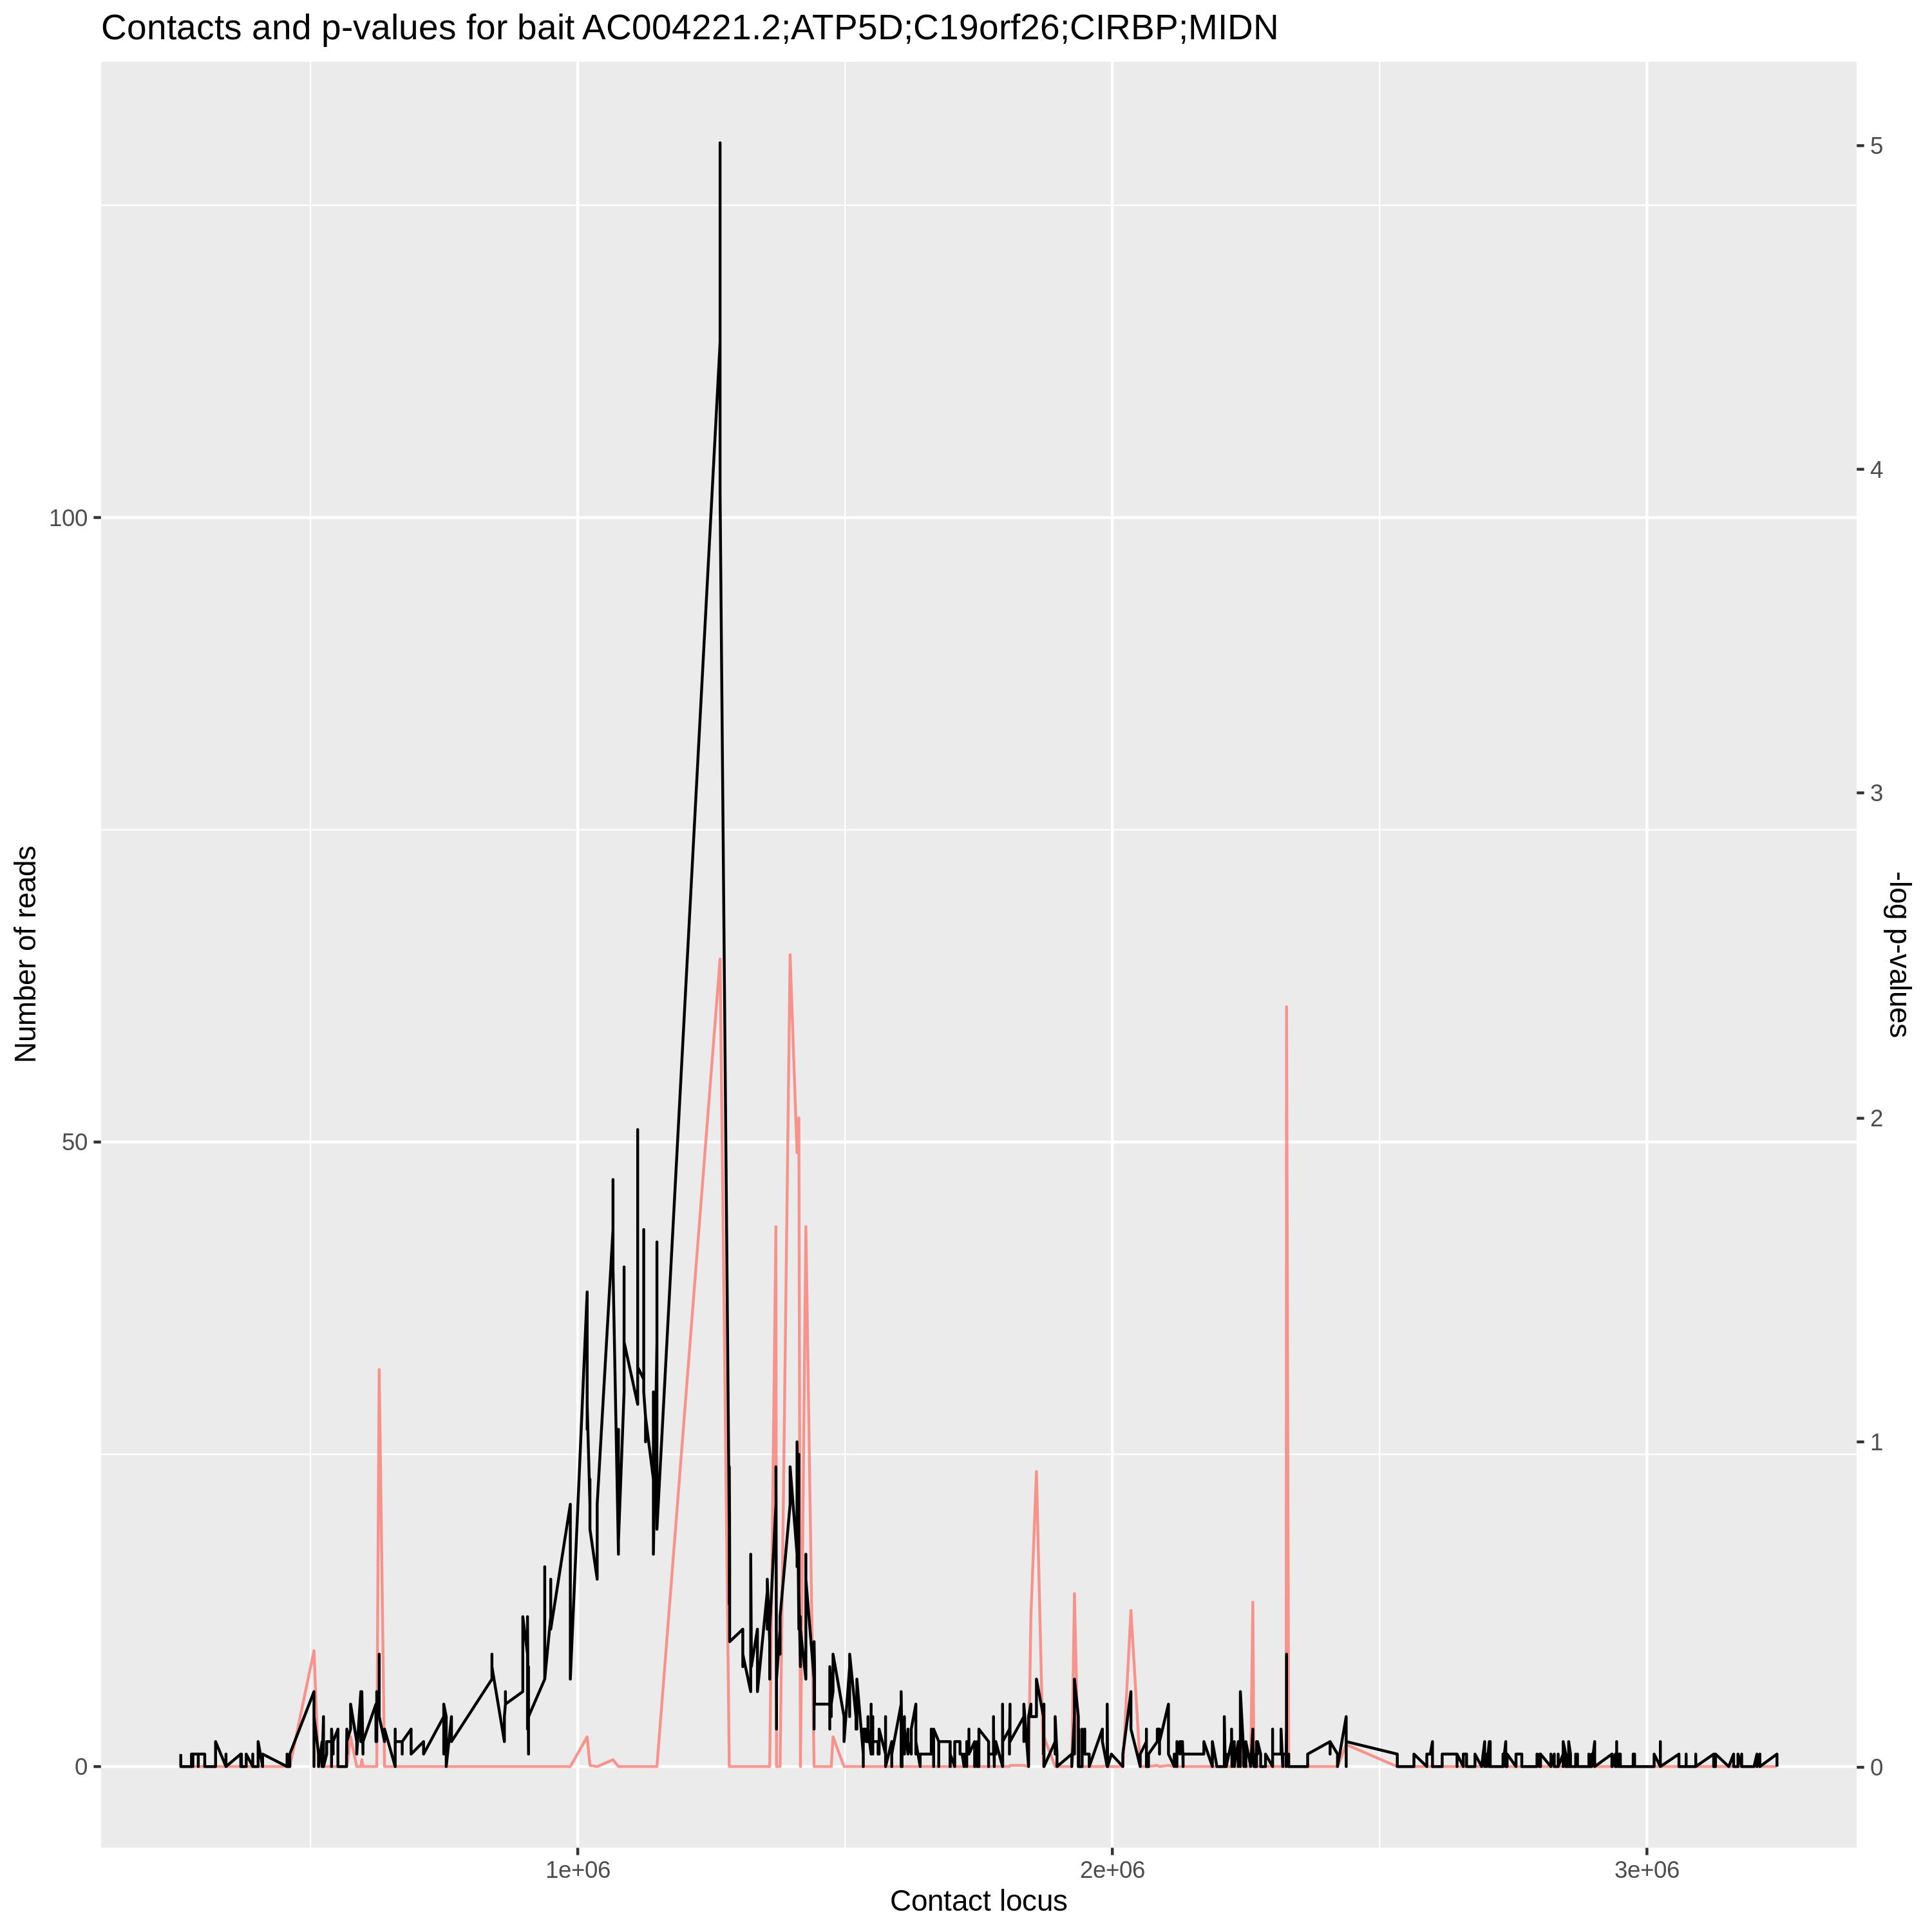 Contacts and p-values for bait AC004221.2;ATP5D;C19orf26;CIRBP;MIDN
Number of reads
100
50
0
5
4
3
2
1
0
-log p-values
1e+06
2e+06
3e+06
Contact locus